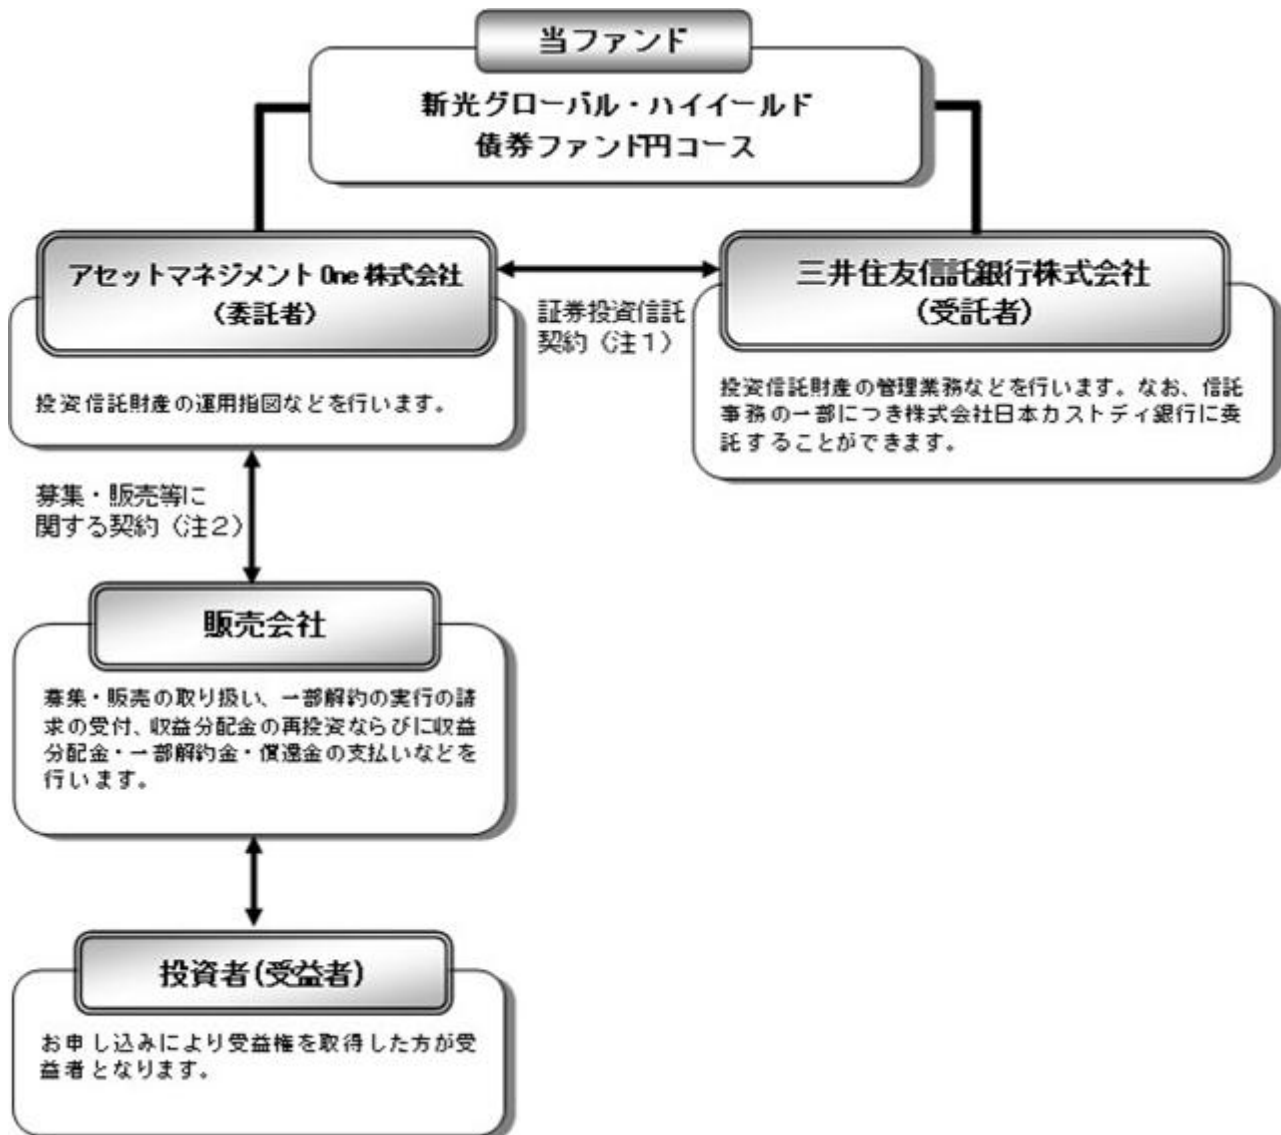 当ファンド
新光グローバル・ハイイールド
債券ファンド円コース
アセットマネジメント One 株式会社
（委託者）
証券投資信託
契約（注１）
三井住友信託銀行株式会社
（受託者）
投資信託財産の運用指図などを行います。
投資信託財産の管理業務などを行います。なお、信託
事務の一部につき株式会社日本カストディ銀行に委
託することができます。
募集・販売等に
関する契約（注２）
販売会社
募集・販売の取り扱い、一部解約の実行の請
求の受付、収益分配金の再投資ならびに収益
分配金・一部解約金・償還金の支払いなどを
行います。
投資者（受益者）
お申し込みにより受益権を取得した方が受
益者となります。